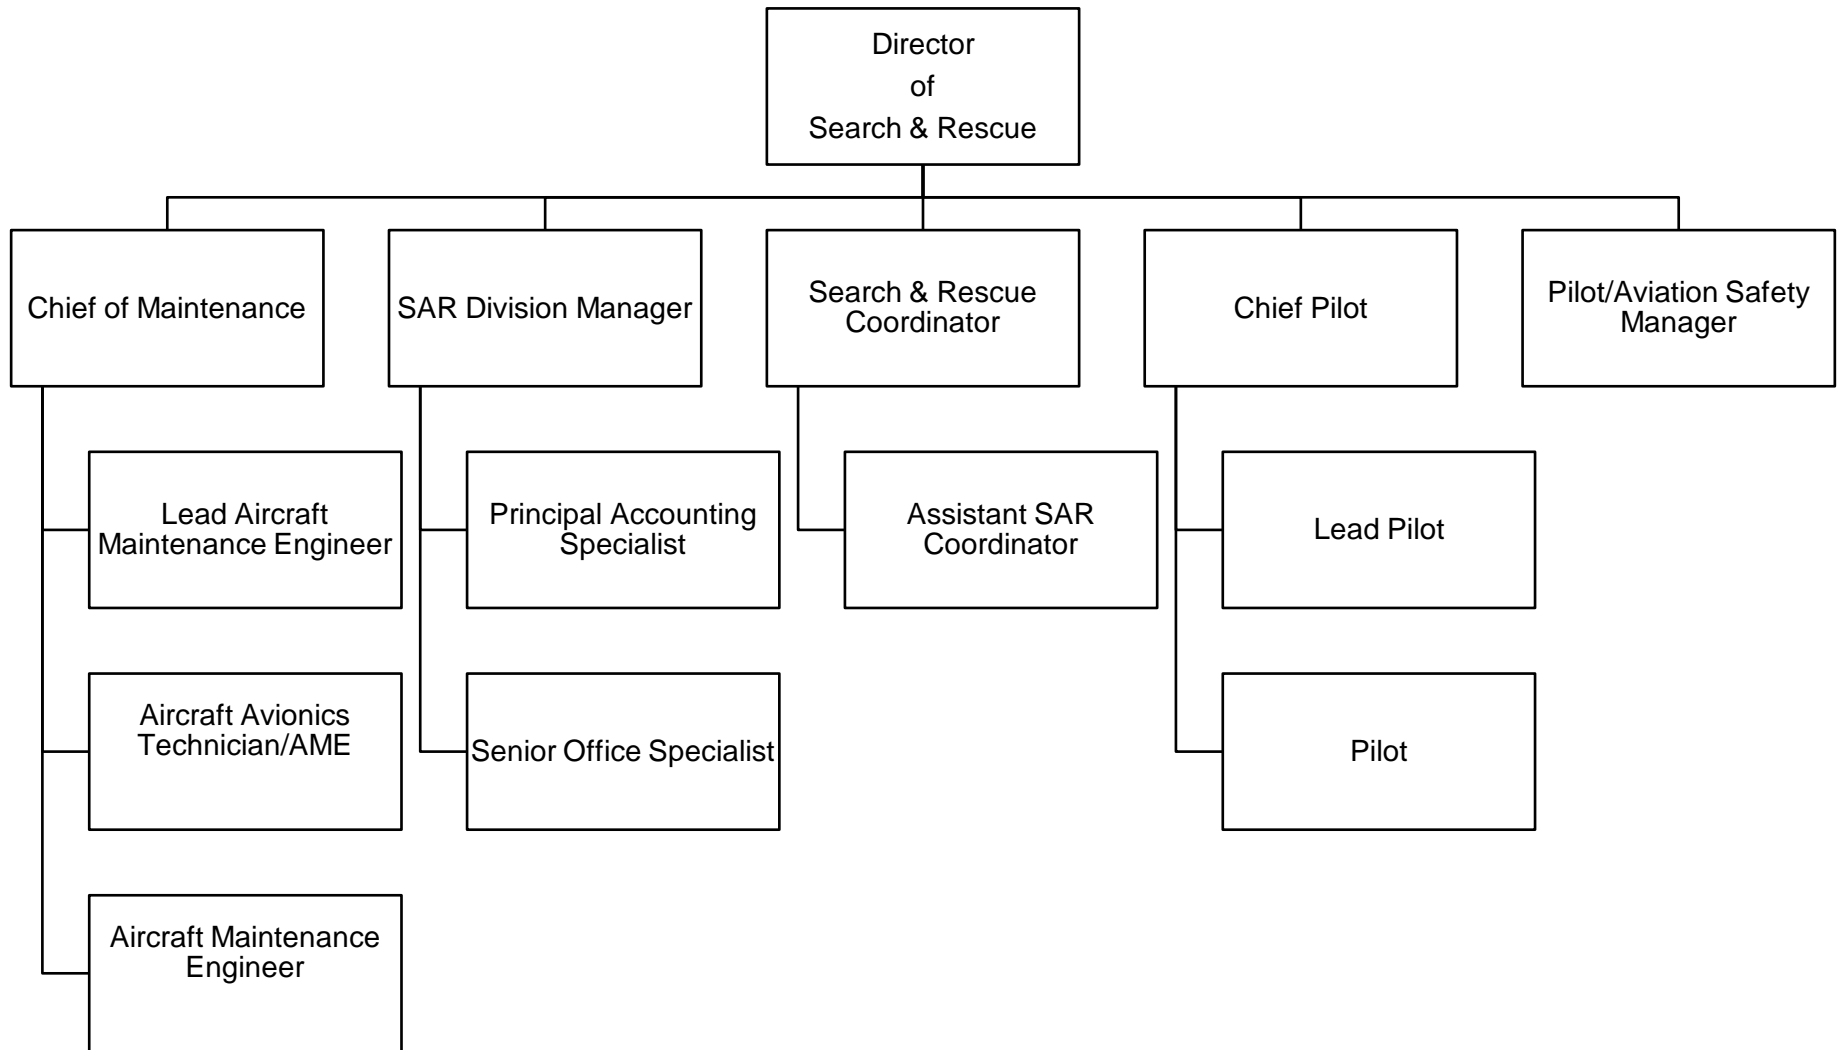 Director
of
Search & Rescue
Chief of Maintenance
SAR Division Manager
Search & Rescue
Coordinator
Chief Pilot
Pilot/Aviation Safety
Manager
Lead Aircraft
Maintenance Engineer
Principal Accounting
Specialist
Assistant SAR
Coordinator
Lead Pilot
Aircraft Avionics
Technician/AME
Senior Office Specialist
Pilot
Aircraft Maintenance
Engineer